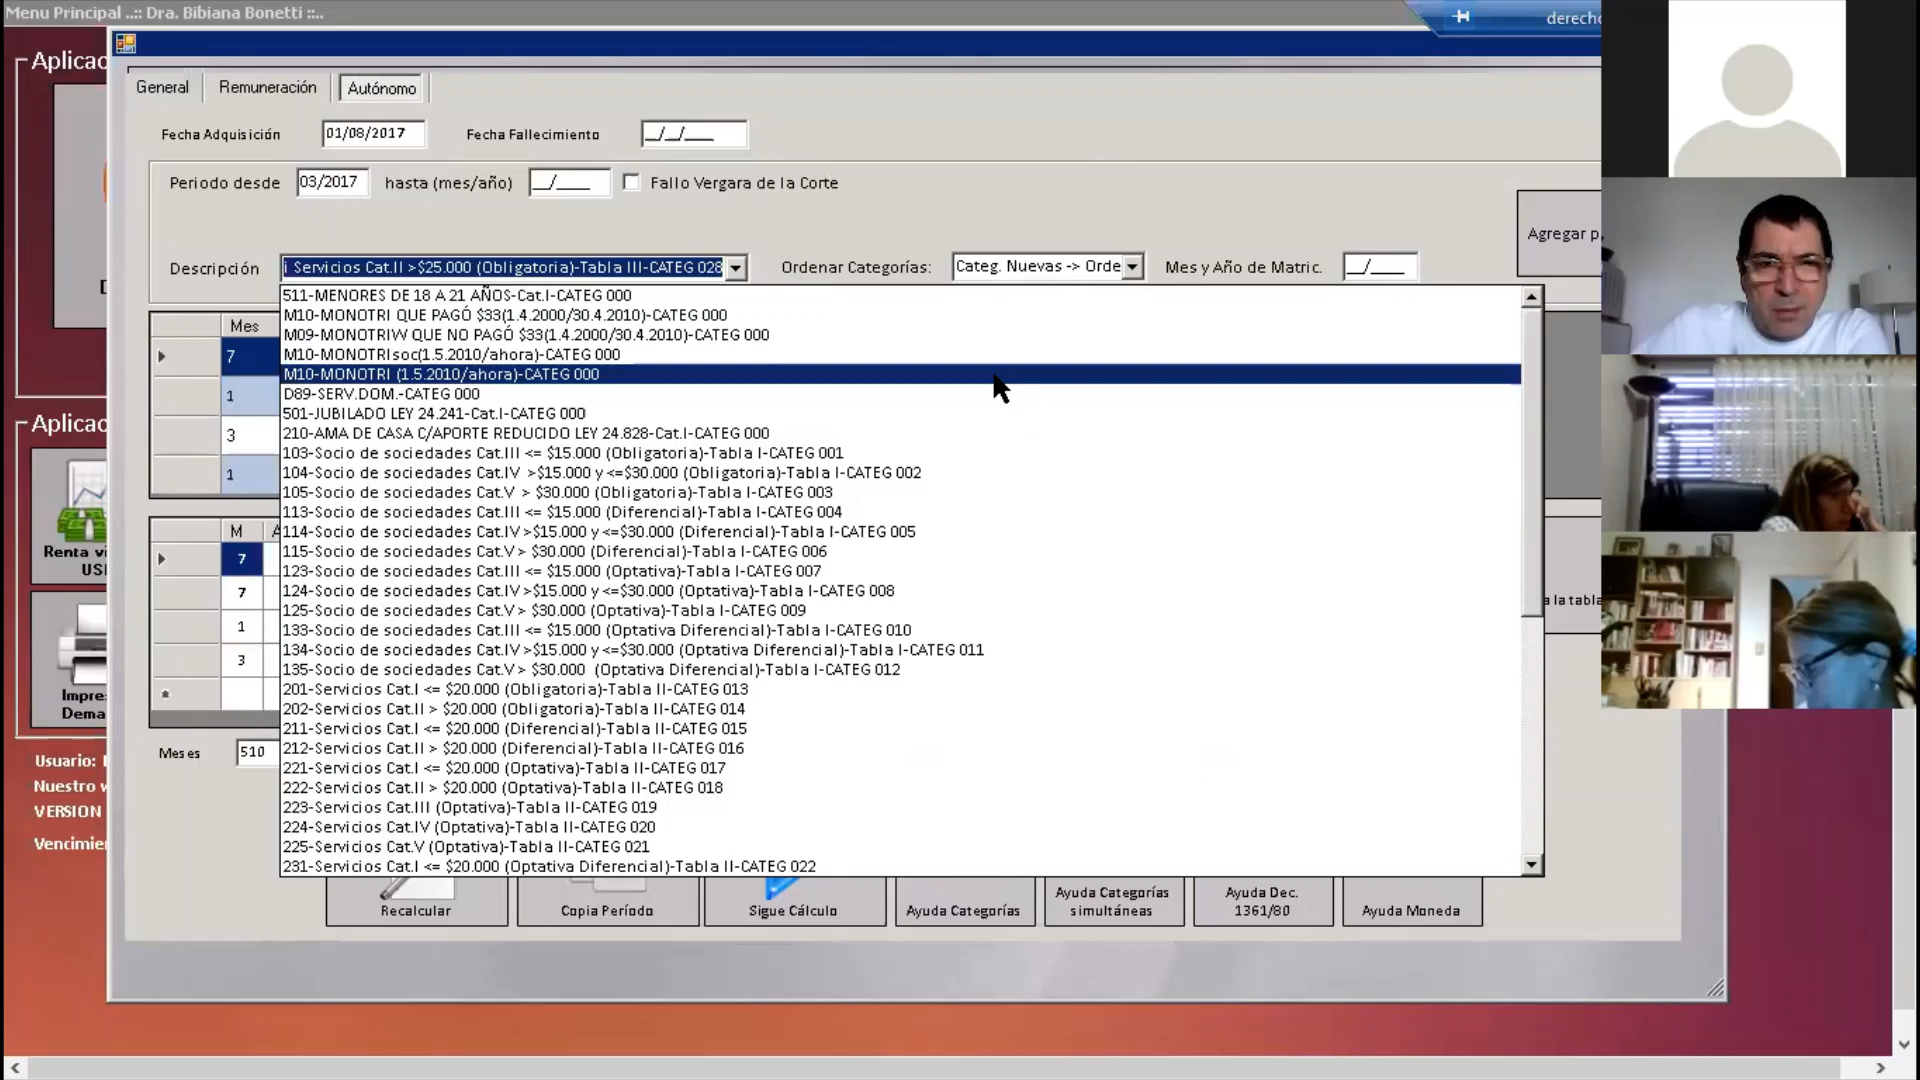 Menu Principal ..:: Dra. Bibiana Bonetti ::..
General
Remuneración
Autónomo
Fecha Adquisición
01/08/2017
Fecha Fallecimiento
__/__/____
Periodo desde
03/2017
hasta (mes/año)
__/____
Fallo Vergara de la Corte
Descripción
i Servicios Cat.II >$25.000 (Obligatoria)-Tabla III-CATEG 028
Ordenar Categorías:
Categ. Nuevas -> Orde
Mes y Año de Matric.
__/____
511-MENORES DE 18 A 21 AÑOS-Cat.I-CATEG 000
M10-MONOTRI QUE PAGÓ $33(1.4.2000/30.4.2010)-CATEG 000
M09-MONOTRIW QUE NO PAGÓ $33(1.4.2000/30.4.2010)-CATEG 000
M10-MONOTRIsoc(1.5.2010/ahora)-CATEG 000
M10-MONOTRI (1.5.2010/ahora)-CATEG 000
D89-SERV.DOM.-CATEG 000
501-JUBILADO LEY 24.241-Cat.I-CATEG 000
210-AMA DE CASA C/APORTE REDUCIDO LEY 24.828-Cat.I-CATEG 000
103-Socio de sociedades Cat.III <= $15.000 (Obligatoria)-Tabla I-CATEG 001
104-Socio de sociedades Cat.IV >$15.000 y <=$30.000 (Obligatoria)-Tabla I-CATEG 002
105-Socio de sociedades Cat.V > $30.000 (Obligatoria)-Tabla I-CATEG 003
113-Socio de sociedades Cat.III <= $15.000 (Diferencial)-Tabla I-CATEG 004
114-Socio de sociedades Cat.IV >$15.000 y <=$30.000 (Diferencial)-Tabla I-CATEG 005
115-Socio de sociedades Cat.V > $30.000 (Diferencial)-Tabla I-CATEG 006
123-Socio de sociedades Cat.III <= $15.000 (Optativa)-Tabla I-CATEG 007
124-Socio de sociedades Cat.IV >$15.000 y <=$30.000 (Optativa)-Tabla I-CATEG 008
125-Socio de sociedades Cat.V > $30.000 (Optativa)-Tabla I-CATEG 009
133-Socio de sociedades Cat.III <= $15.000 (Optativa Diferencial)-Tabla I-CATEG 010
134-Socio de sociedades Cat.IV >$15.000 y <=$30.000 (Optativa Diferencial)-Tabla I-CATEG 011
135-Socio de sociedades Cat.V > $30.000 (Optativa Diferencial)-Tabla I-CATEG 012
201-Servicios Cat.I <= $20.000 (Obligatoria)-Tabla II-CATEG 013
202-Servicios Cat.II > $20.000 (Obligatoria)-Tabla II-CATEG 014
211-Servicios Cat.I <= $20.000 (Diferencial)-Tabla II-CATEG 015
212-Servicios Cat.II > $20.000 (Diferencial)-Tabla II-CATEG 016
221-Servicios Cat.I <= $20.000 (Optativa)-Tabla II-CATEG 017
222-Servicios Cat.II > $20.000 (Optativa)-Tabla II-CATEG 018
223-Servicios Cat.III (Optativa)-Tabla II-CATEG 019
224-Servicios Cat.IV (Optativa)-Tabla II-CATEG 020
225-Servicios Cat.V (Optativa)-Tabla II-CATEG 021
231-Servicios Cat.I <= $20.000 (Optativa Diferencial)-Tabla II-CATEG 022
Mes
7
1
3
1
M
7
7
1
3
Meses
510
Recalcular
Copia Período
Sigue Cálculo
Ayuda Categorías
Ayuda Categorías
simultáneas
Ayuda Dec.
1361/80
Ayuda Moneda
Agregar p
a la tabla
Aplicac
Aplicac
Renta vi
USI
Impre
Dema
Usuario:
Nuestro
VERSION
Vencimie
derecho